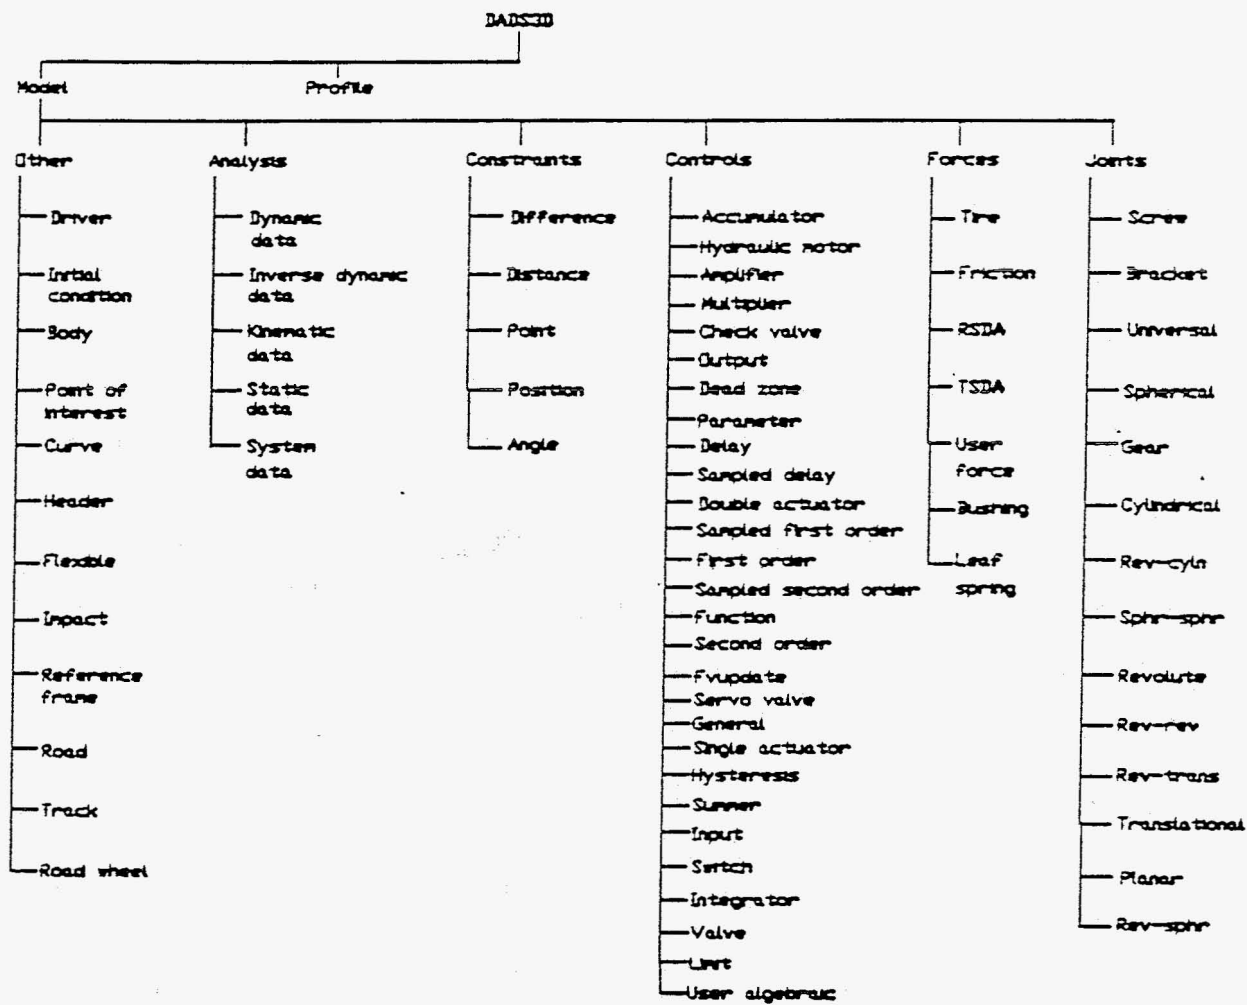 DADS3D
Model
Profile
Other
Analysis
Constraints
Controls
Forces
Joints
Driver
Initial
condition
Body
Point of
interest
Curve
Header
Flexible
Impact
Reference
frame
Road
Track
Road wheel
Dynamic
data
Inverse dynamic
data
Kinematic
data
Static
data
System
data
Difference
Distance
Point
Position
Angle
Accumulator
Hydraulic motor
Amplifier
Multiplier
Check valve
Output
Dead zone
Parameter
Delay
Sampled delay
Double actuator
Sampled first order
First order
Sampled second order
Function
Second order
Fvupdate
Servo valve
General
Single actuator
Hysteresis
Summer
Input
Switch
Integrator
Valve
Limit
User algebraic
Tire
Friction
RSDA
TSDA
User
force
Bushing
Leaf
spring
Screw
Bracket
Universal
Spherical
Gear
Cylindrical
Rev-cyln
Sphr-sphr
Revolute
Rev-rev
Rev-trans
Translational
Planar
Rev-sphr